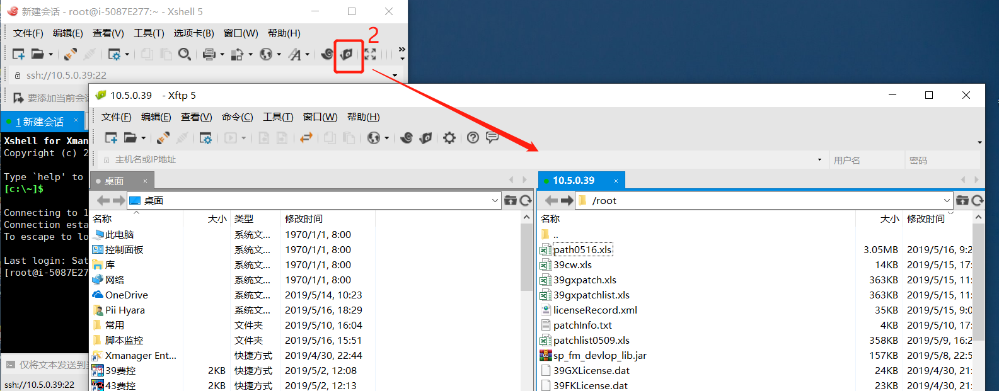 新建会话 - root@i-5087E277:~ - Xshell 5
文件(F) 编辑(E) 查看(V) 工具(T) 选项卡(B) 窗口(W) 帮助(H)
2
ssh://10.5.0.39:22
要添加当前会话
1 新建会话 ×
Xshell for Xman
Copyright (c) 2
Type `help' to
[c:\~]$
Connecting to 1
Connection esta
To escape to lo
Last login: Sat
[root@i-5087E27
仅将文本发送到
ssh://10.5.0.39:22
10.5.0.39 - Xftp 5
文件(F) 编辑(E) 查看(V) 命令(C) 工具(T) 窗口(W) 帮助(H)
主机名或IP地址 用户名 密码
桌面 ×
桌面
名称 大小 类型 修改时间
此电脑 系统文... 1970/1/1, 8:00
控制面板 系统文... 1970/1/1, 8:00
库 系统文... 1970/1/1, 8:00
网络 系统文... 1970/1/1, 8:00
OneDrive 系统文... 2019/5/14, 10:23
Pii Hyara 系统文... 2019/5/16, 18:29
常用 文件夹 2019/5/10, 16:04
脚本监控 文件夹 2019/5/16, 15:51
Xmanager Ent... 快捷方式 2019/4/30, 22:44
39费控 2KB 快捷方式 2019/5/2, 12:08
43费控 2KB 快捷方式 2019/5/2, 12:13
10.5.0.39 ×
/root
名称 大小 修改时间
..
path0516.xls 3.05MB 2019/5/16, 9:2
39cw.xls 14KB 2019/5/15, 17:
39gxpatch.xls 363KB 2019/5/15, 11:
39gxpatchlist.xls 363KB 2019/5/15, 11:
licenseRecord.xml 35KB 2019/5/15, 9:0
patchInfo.txt 4KB 2019/5/10, 17:
patchlist0509.xls 358KB 2019/5/9, 16:2
sp_fm_devlop_lib.jar 157KB 2019/5/8, 22:5
39GXLicense.dat 24KB 2019/4/30, 21:
39FKLicense.dat 23KB 2019/4/30, 21: